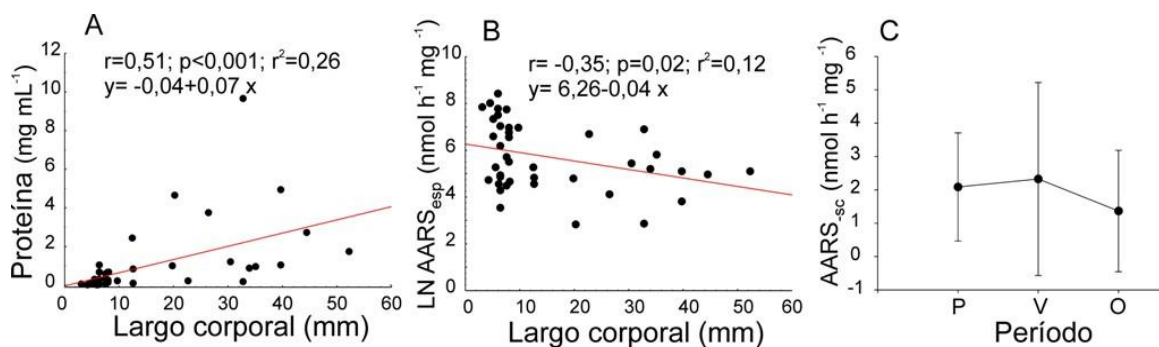 A
r=0,51; p<0,001; r²=0,26
y= -0,04+0,07 x
Proteína (mg mL⁻¹)
12
10
8
6
4
2
0
0 10 20 30 40 50 60
Largo corporal (mm)
B
r= -0,35; p=0,02; r²=0,12
y= 6,26-0,04 x
LN AARSesp (nmol h⁻¹ mg⁻¹)
10
8
6
4
2
0
0 10 20 30 40 50 60
Largo corporal (mm)
C
AARS-sc (nmol h⁻¹ mg⁻¹)
6
5
4
3
2
1
0
-1
P V O
Período